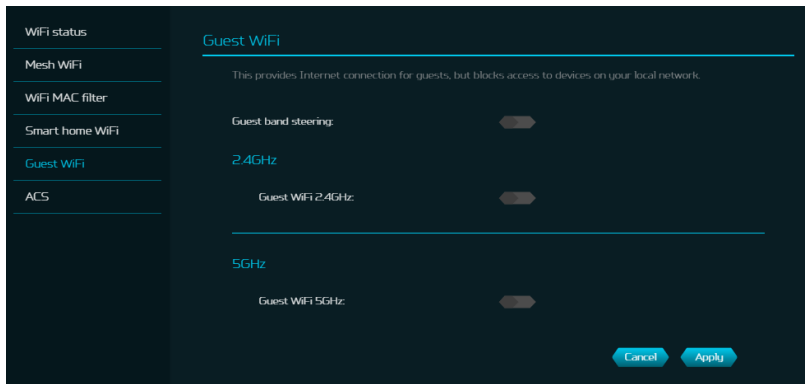 WiFi status
Mesh WiFi
WiFi MAC filter
Smart home WiFi
Guest WiFi
ACS
Guest WiFi
This provides Internet connection for guests, but blocks access to devices on your local network.
Guest band steering:
2.4GHz
Guest WiFi 2.4GHz:
5GHz
Guest WiFi 5GHz:
Cancel Apply